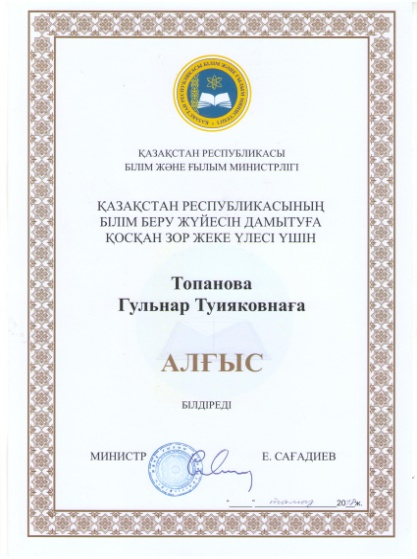 ҚАЗАҚСТАН РЕСПУБЛИКАСЫ
БІЛІМ ЖӘНЕ ҒЫЛЫМ МИНИСТРЛІГІ
ҚАЗАҚСТАН РЕСПУБЛИКАСЫНЫҢ
БІЛІМ БЕРУ ЖҮЙЕСІН ДАМЫТУҒА
ҚОСҚАН ЗОР ЖЕКЕ ҮЛЕСІ ҮШІН
Топанова
Гульнар Туияковнаға
АЛҒЫС
БІЛДІРЕДІ
МИНИСТР Е. САҒАДИЕВ
20 ж.